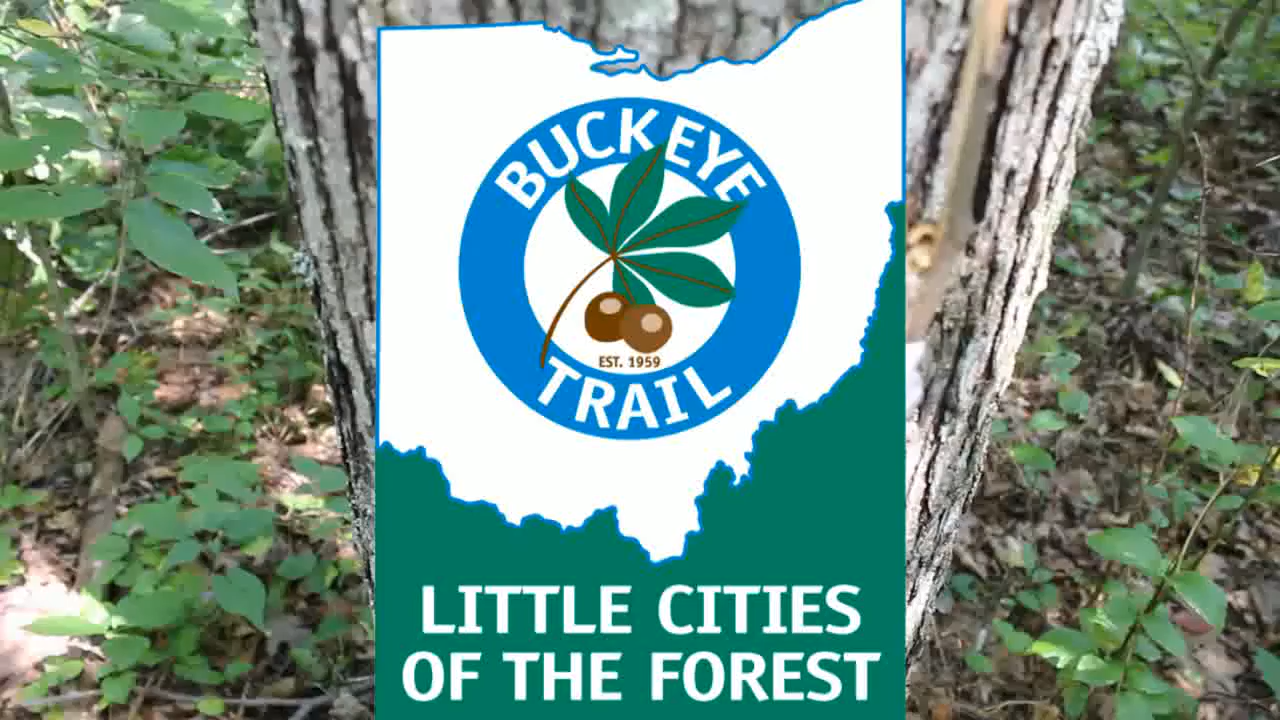 BUCKEYE
EST. 1959
TRAIL
LITTLE CITIES
OF THE FOREST